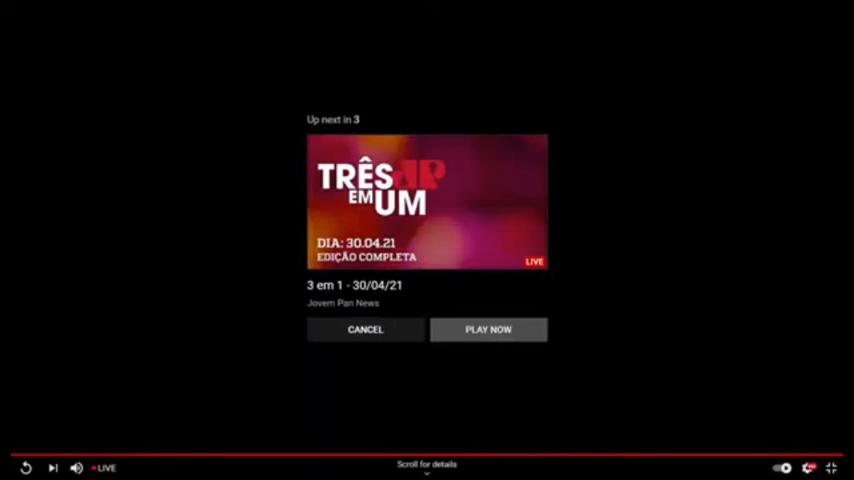 Up next in 3
TRÊS JP
EM UM
DIA: 30.04.21
EDIÇÃO COMPLETA
LIVE
3 em 1 - 30/04/21
Jovem Pan News
CANCEL
PLAY NOW
LIVE
Scroll for details